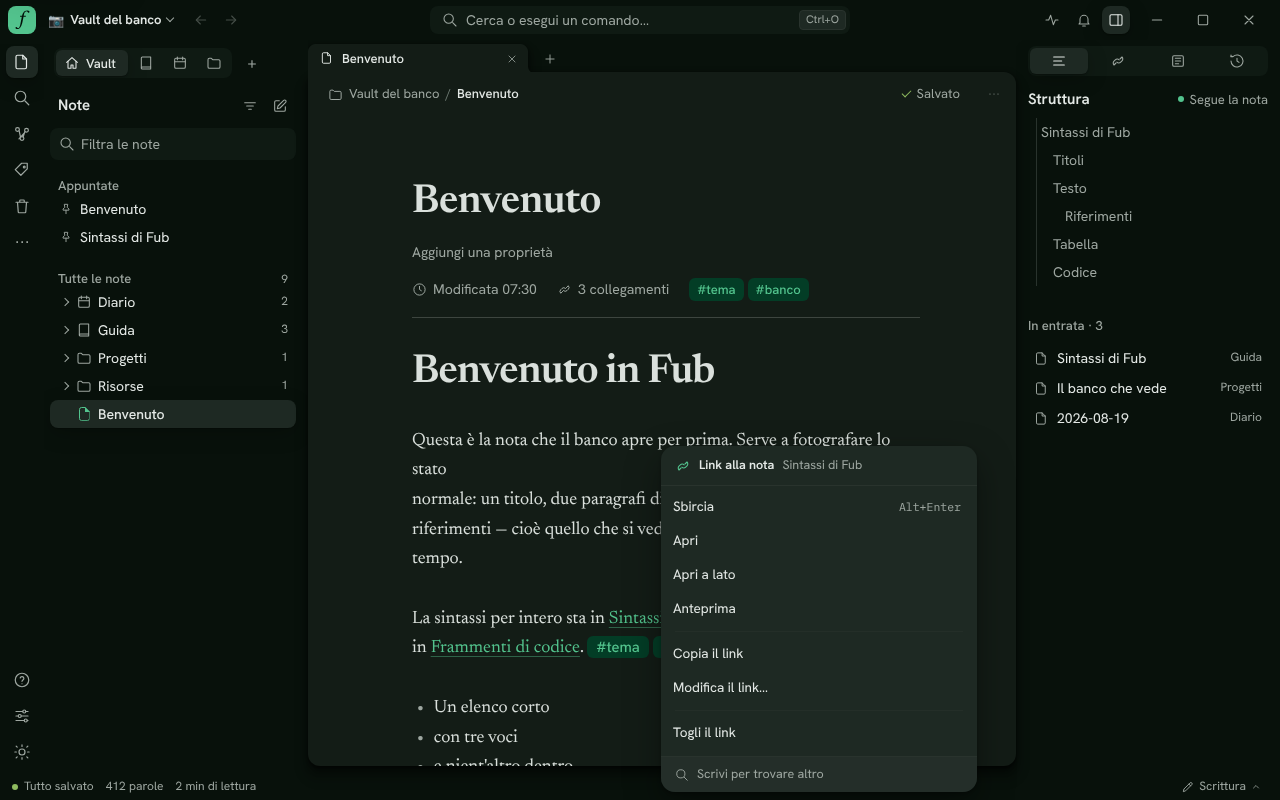 Vault del banco
Cerca o esegui un comando...
Ctrl+O
Vault
Note
Filtra le note
Appuntate
Benvenuto
Sintassi di Fub
Tutte le note 9
Diario 2
Guida 3
Progetti 1
Risorse 1
Benvenuto
Benvenuto
Vault del banco / Benvenuto
Salvato
Benvenuto
Aggiungi una proprietà
Modificata 07:30 3 collegamenti #tema #banco
Benvenuto in Fub
Questa è la nota che il banco apre per prima. Serve a fotografare lo
stato
normale: un titolo, due paragrafi
riferimenti — cioè quello che si
tempo.
La sintassi per intero sta in
in Frammenti di codice. #tema
Un elenco corto
con tre voci
e nient'altro dentro
Link alla nota Sintassi di Fub
Sbircia Alt+Enter
Apri
Apri a lato
Anteprima
Copia il link
Modifica il link...
Togli il link
Scrivi per trovare altro
Struttura
Segue la nota
Sintassi di Fub
Titoli
Testo
Riferimenti
Tabella
Codice
In entrata · 3
Sintassi di Fub Guida
Il banco che vede Progetti
2026-08-19 Diario
Tutto salvato 412 parole 2 min di lettura
Scrittura